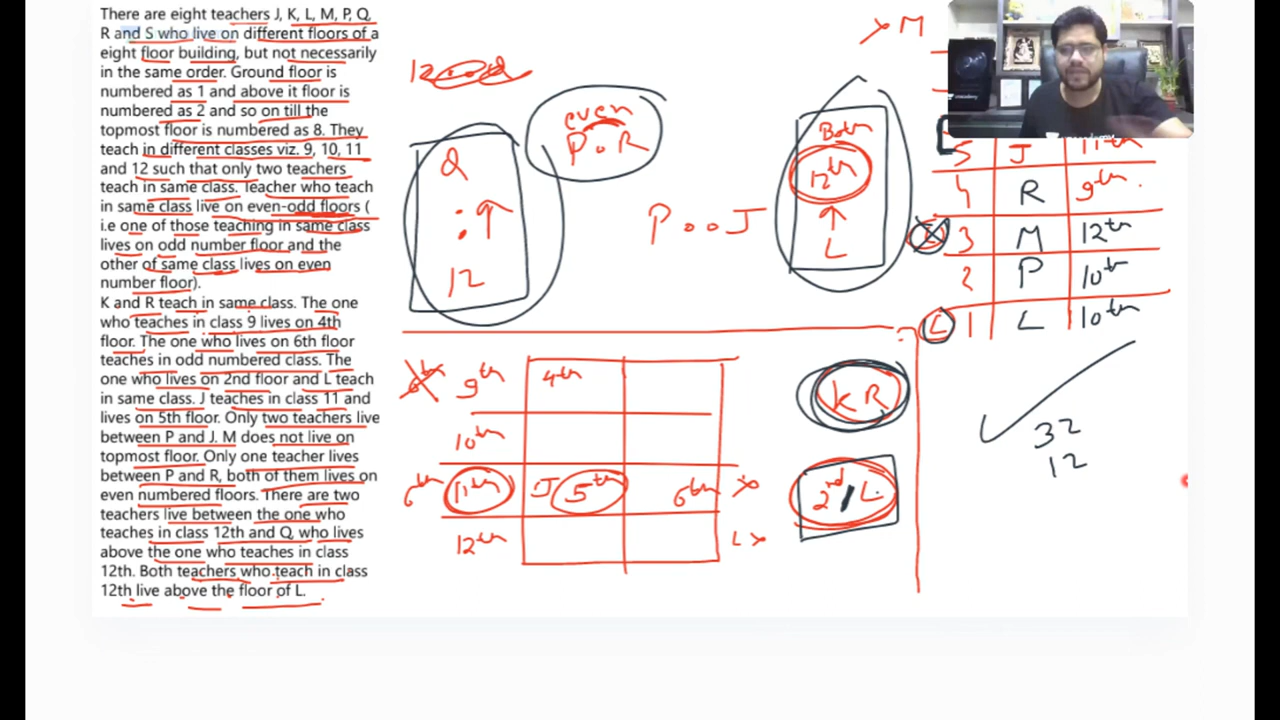 There are eight teachers J, K, L, M, P, Q,
R and S who live on different floors of a
eight floor building, but not necessarily
in the same order. Ground floor is
numbered as 1 and above it floor is
numbered as 2 and so on till the
topmost floor is numbered as 8. They
teach in different classes viz. 9, 10, 11
and 12 such that only two teachers
teach in same class. Teacher who teach
in same class live on even-odd floors (
i.e one of those teaching in same class
lives on odd number floor and the
other of same class lives on even
number floor).
K and R teach in same class. The one
who teaches in class 9 lives on 4th
floor. The one who lives on 6th floor
teaches in odd numbered class. The
one who lives on 2nd floor and L teach
in same class. J teaches in class 11 and
lives on 5th floor. Only two teachers live
between P and J. M does not live on
topmost floor. Only one teacher lives
between P and R, both of them lives on
even numbered floors. There are two
teachers live between the one who
teaches in class 12th and Q, who lives
above the one who teaches in class
12th. Both teachers who teach in class
12th live above the floor of L.
Q
12
even
P o R
P o o J
Both
12th
L
x M
5 J 11th
4 R 9th
3 M 12th
2 P 10th
L 1 L 10th
9th 4th
10th
6th 11th J 5th 6th x
12th L x
K R
2nd / L
32
12